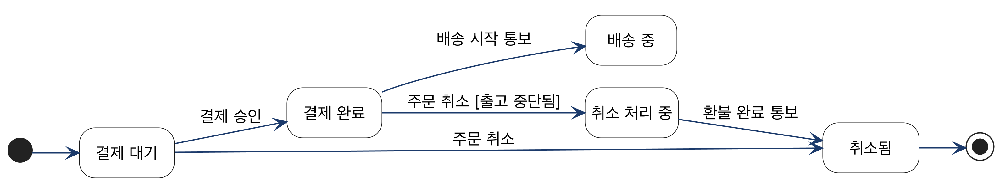 배송 시작 통보
배송 중
주문 취소 [출고 중단됨]
결제 승인
결제 완료
취소 처리 중
환불 완료 통보
주문 취소
결제 대기
취소됨